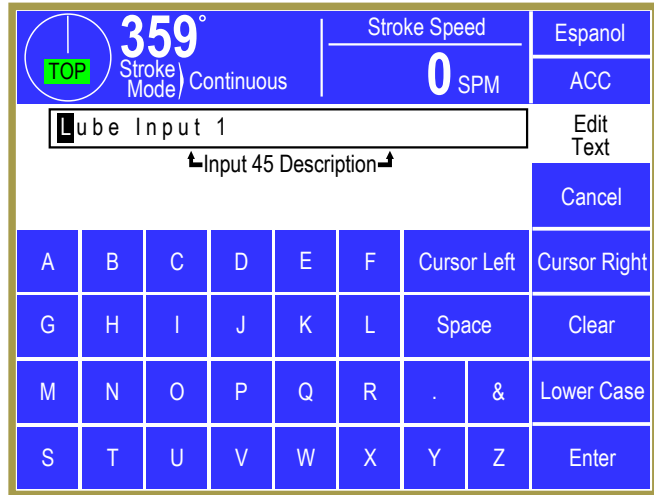 359° Stroke Speed Espanol
TOP Stroke Mode) Continuous 0 SPM ACC
Lube Input 1 Edit Text
Input 45 Description
Cancel
A B C D E F Cursor Left Cursor Right
G H I J K L Space Clear
M N O P Q R . & Lower Case
S T U V W X Y Z Enter